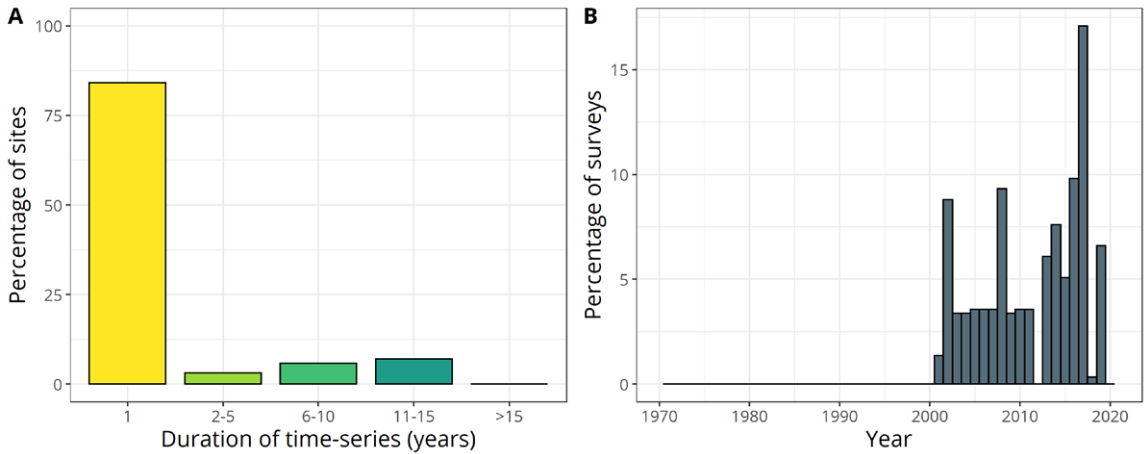 A
Percentage of sites
100
75
50
25
0
1 2-5 6-10 11-15 >15
Duration of time-series (years)
B
Percentage of surveys
15
10
5
0
1970 1980 1990 2000 2010 2020
Year